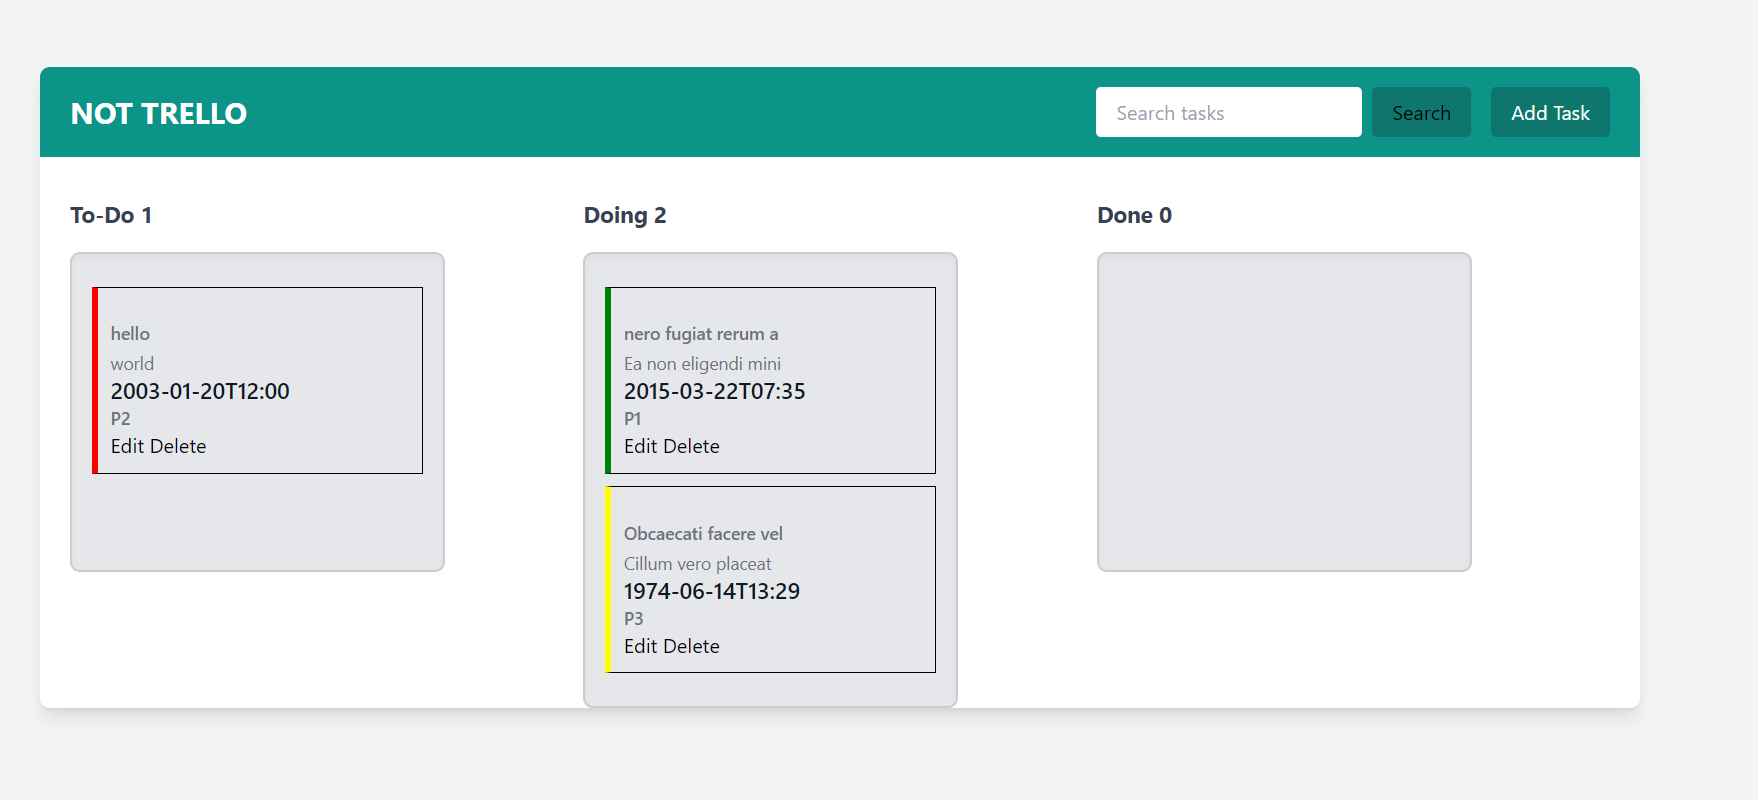 NOT TRELLO
Search tasks
Search
Add Task
To-Do 1
hello
world
2003-01-20T12:00
P2
Edit Delete
Doing 2
nero fugiat rerum a
Ea non eligendi mini
2015-03-22T07:35
P1
Edit Delete
Obcaecati facere vel
Cillum vero placeat
1974-06-14T13:29
P3
Edit Delete
Done 0